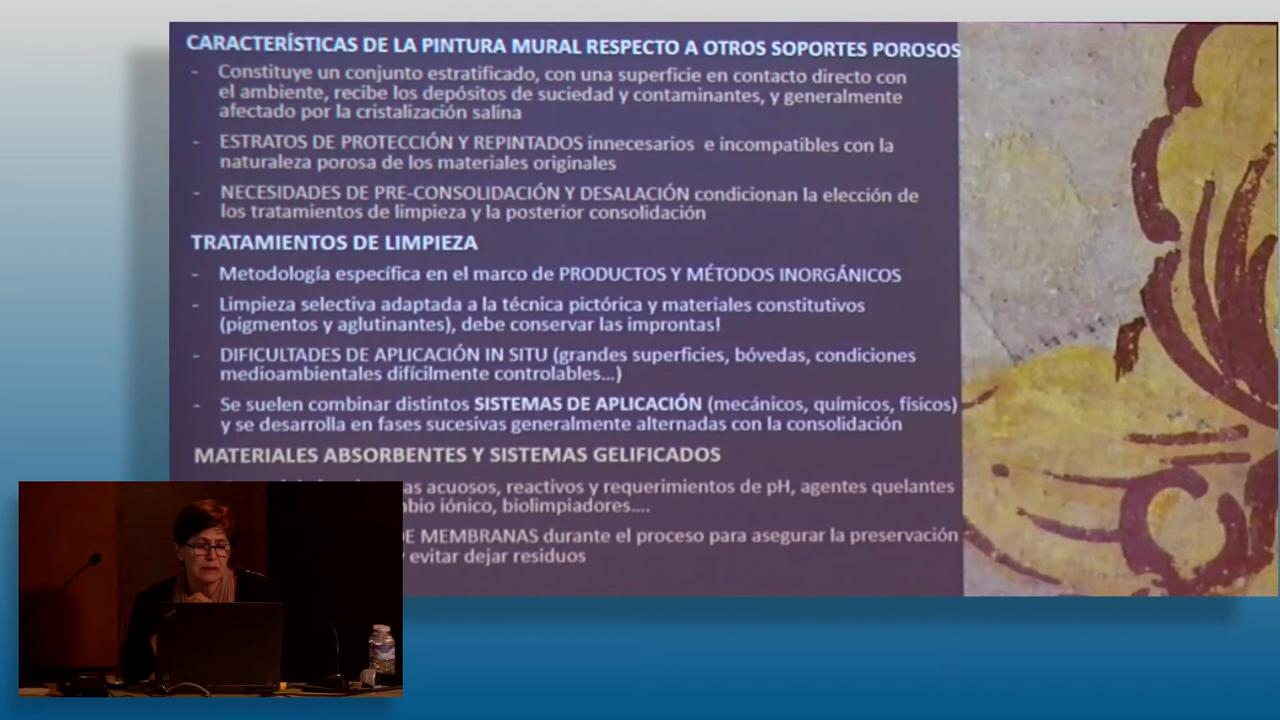 CARACTERÍSTICAS DE LA PINTURA MURAL RESPECTO A OTROS SOPORTES POROSOS
- Constituye un conjunto estratificado, con una superficie en contacto directo con
el ambiente, recibe los depósitos de suciedad y contaminantes, y generalmente
afectado por la cristalización salina
- ESTRATOS DE PROTECCIÓN Y REPINTADOS innecesarios e incompatibles con la
naturaleza porosa de los materiales originales
- NECESIDADES DE PRE-CONSOLIDACIÓN Y DESALACIÓN condicionan la elección de
los tratamientos de limpieza y la posterior consolidación
TRATAMIENTOS DE LIMPIEZA
- Metodología específica en el marco de PRODUCTOS Y MÉTODOS INORGÁNICOS
- Limpieza selectiva adaptada a la técnica pictórica y materiales constitutivos
(pigmentos y aglutinantes), debe conservar las improntas!
- DIFICULTADES DE APLICACIÓN IN SITU (grandes superficies, bóvedas, condiciones
medioambientales difícilmente controlables...)
- Se suelen combinar distintos SISTEMAS DE APLICACIÓN (mecánicos, químicos, físicos)
y se desarrolla en fases sucesivas generalmente alternadas con la consolidación
MATERIALES ABSORBENTES Y SISTEMAS GELIFICADOS
acuosos, reactivos y requerimientos de pH, agentes quelantes
iónico, biolimpiadores....
DE MEMBRANAS durante el proceso para asegurar la preservación
evitar dejar residuos